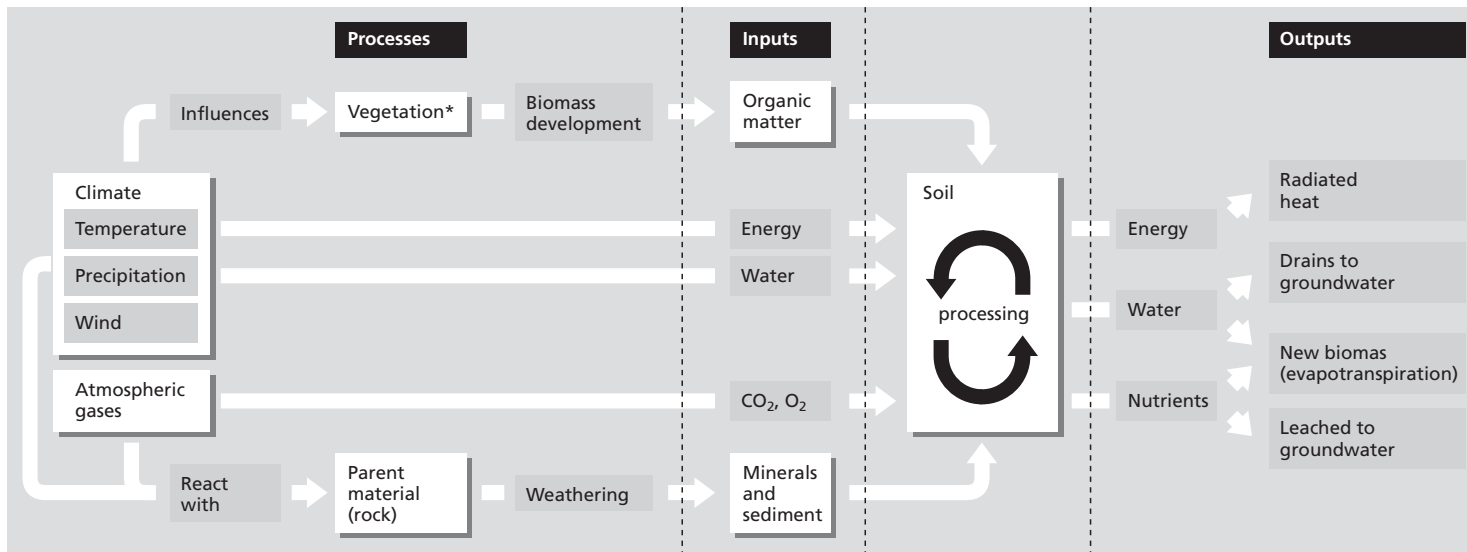 Processes
Inputs
Outputs
Influences
Vegetation*
Biomass
development
Organic
matter
Climate
Temperature
Precipitation
Wind
Atmospheric
gases
Energy
Water
CO₂, O₂
React
with
Parent
material
(rock)
Weathering
Minerals
and
sediment
Soil
processing
Energy
Water
Nutrients
Radiated
heat
Drains to
groundwater
New biomas
(evapotranspiration)
Leached to
groundwater